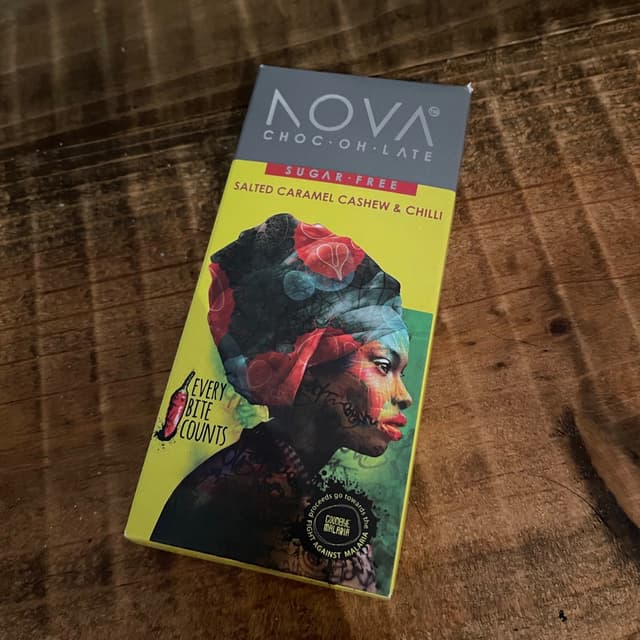 NOVA™
CHOC·OH·LATE
SUGAR·FREE
SALTED CARAMEL CASHEW & CHILLI
EVERY
BITE
COUNTS
proceeds go towards the
FIGHT AGAINST MALARIA
GOODBYE
MALARIA